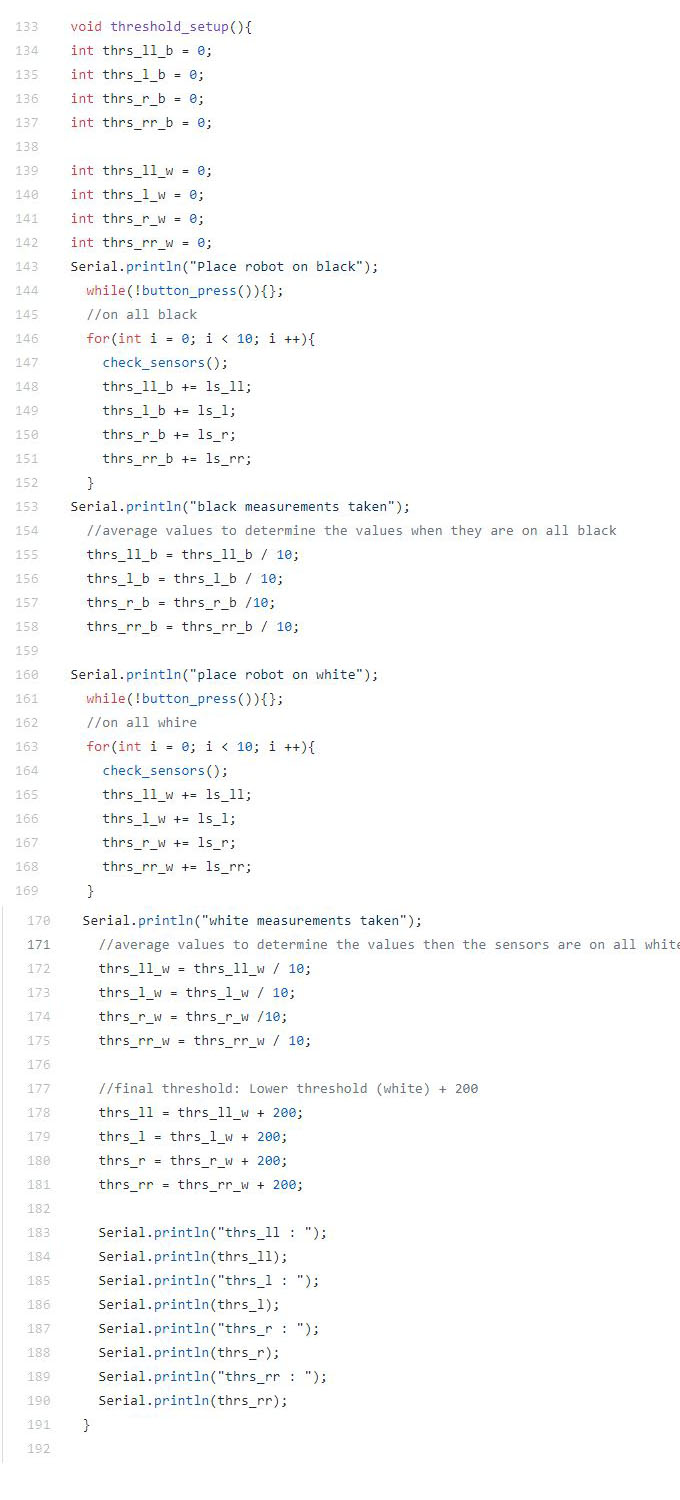 133 void threshold_setup(){
134 int thrs_ll_b = 0;
135 int thrs_l_b = 0;
136 int thrs_r_b = 0;
137 int thrs_rr_b = 0;
138
139 int thrs_ll_w = 0;
140 int thrs_l_w = 0;
141 int thrs_r_w = 0;
142 int thrs_rr_w = 0;
143 Serial.println("Place robot on black");
144 while(!button_press()){};
145 //on all black
146 for(int i = 0; i < 10; i ++){
147 check_sensors();
148 thrs_ll_b += ls_ll;
149 thrs_l_b += ls_l;
150 thrs_r_b += ls_r;
151 thrs_rr_b += ls_rr;
152 }
153 Serial.println("black measurements taken");
154 //average values to determine the values when they are on all black
155 thrs_ll_b = thrs_ll_b / 10;
156 thrs_l_b = thrs_l_b / 10;
157 thrs_r_b = thrs_r_b /10;
158 thrs_rr_b = thrs_rr_b / 10;
159
160 Serial.println("place robot on white");
161 while(!button_press()){};
162 //on all whire
163 for(int i = 0; i < 10; i ++){
164 check_sensors();
165 thrs_ll_w += ls_ll;
166 thrs_l_w += ls_l;
167 thrs_r_w += ls_r;
168 thrs_rr_w += ls_rr;
169 }
170 Serial.println("white measurements taken");
171 //average values to determine the values then the sensors are on all white
172 thrs_ll_w = thrs_ll_w / 10;
173 thrs_l_w = thrs_l_w / 10;
174 thrs_r_w = thrs_r_w /10;
175 thrs_rr_w = thrs_rr_w / 10;
176
177 //final threshold: Lower threshold (white) + 200
178 thrs_ll = thrs_ll_w + 200;
179 thrs_l = thrs_l_w + 200;
180 thrs_r = thrs_r_w + 200;
181 thrs_rr = thrs_rr_w + 200;
182
183 Serial.println("thrs_ll : ");
184 Serial.println(thrs_ll);
185 Serial.println("thrs_l : ");
186 Serial.println(thrs_l);
187 Serial.println("thrs_r : ");
188 Serial.println(thrs_r);
189 Serial.println("thrs_rr : ");
190 Serial.println(thrs_rr);
191 }
192